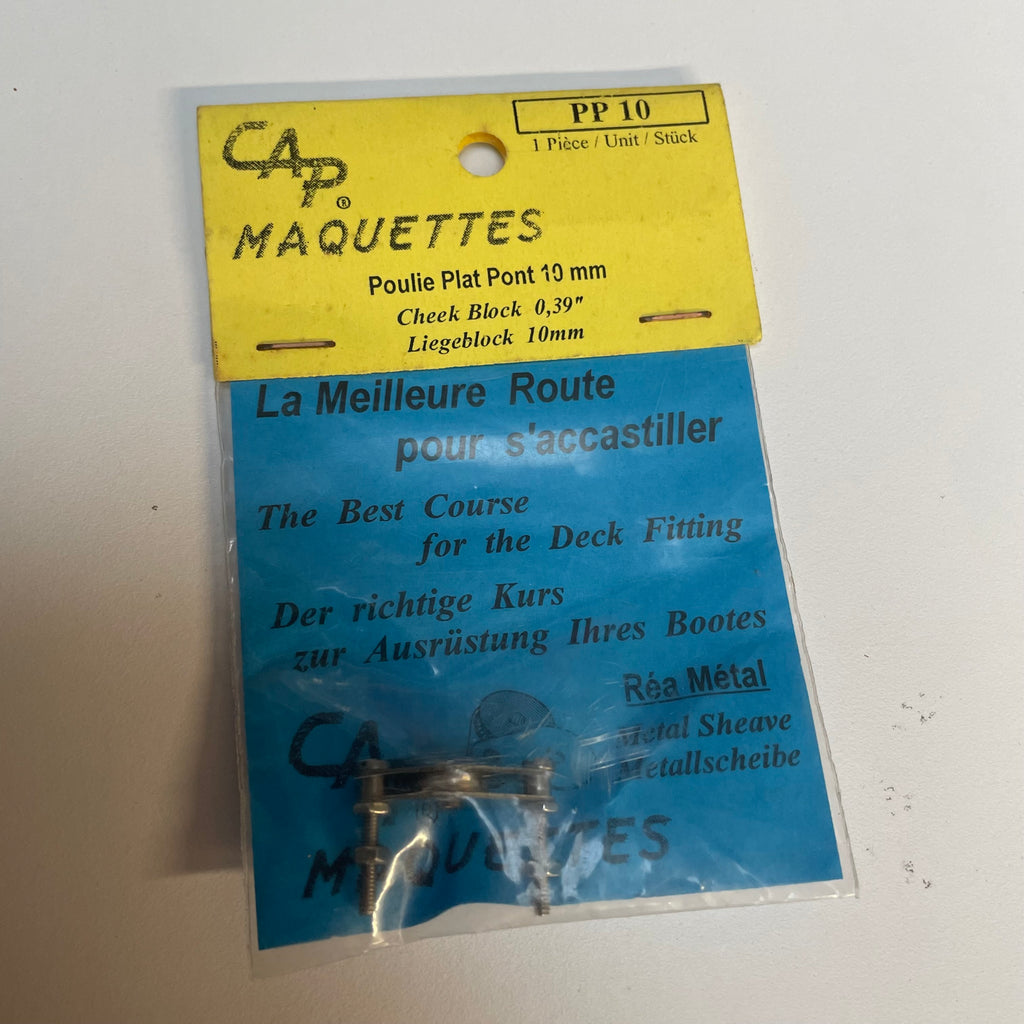 PP 10
1 Pièce / Unit / Stück
CAP®
MAQUETTES
Poulie Plat Pont 10 mm
Cheek Block 0,39"
Liegeblock 10mm
La Meilleure Route
pour s'accastiller
The Best Course
for the Deck Fitting
Der richtige Kurs
zur Ausrüstung Ihres Bootes
Réa Métal
Metal Sheave
Metallscheibe
CA
MAQUETTES